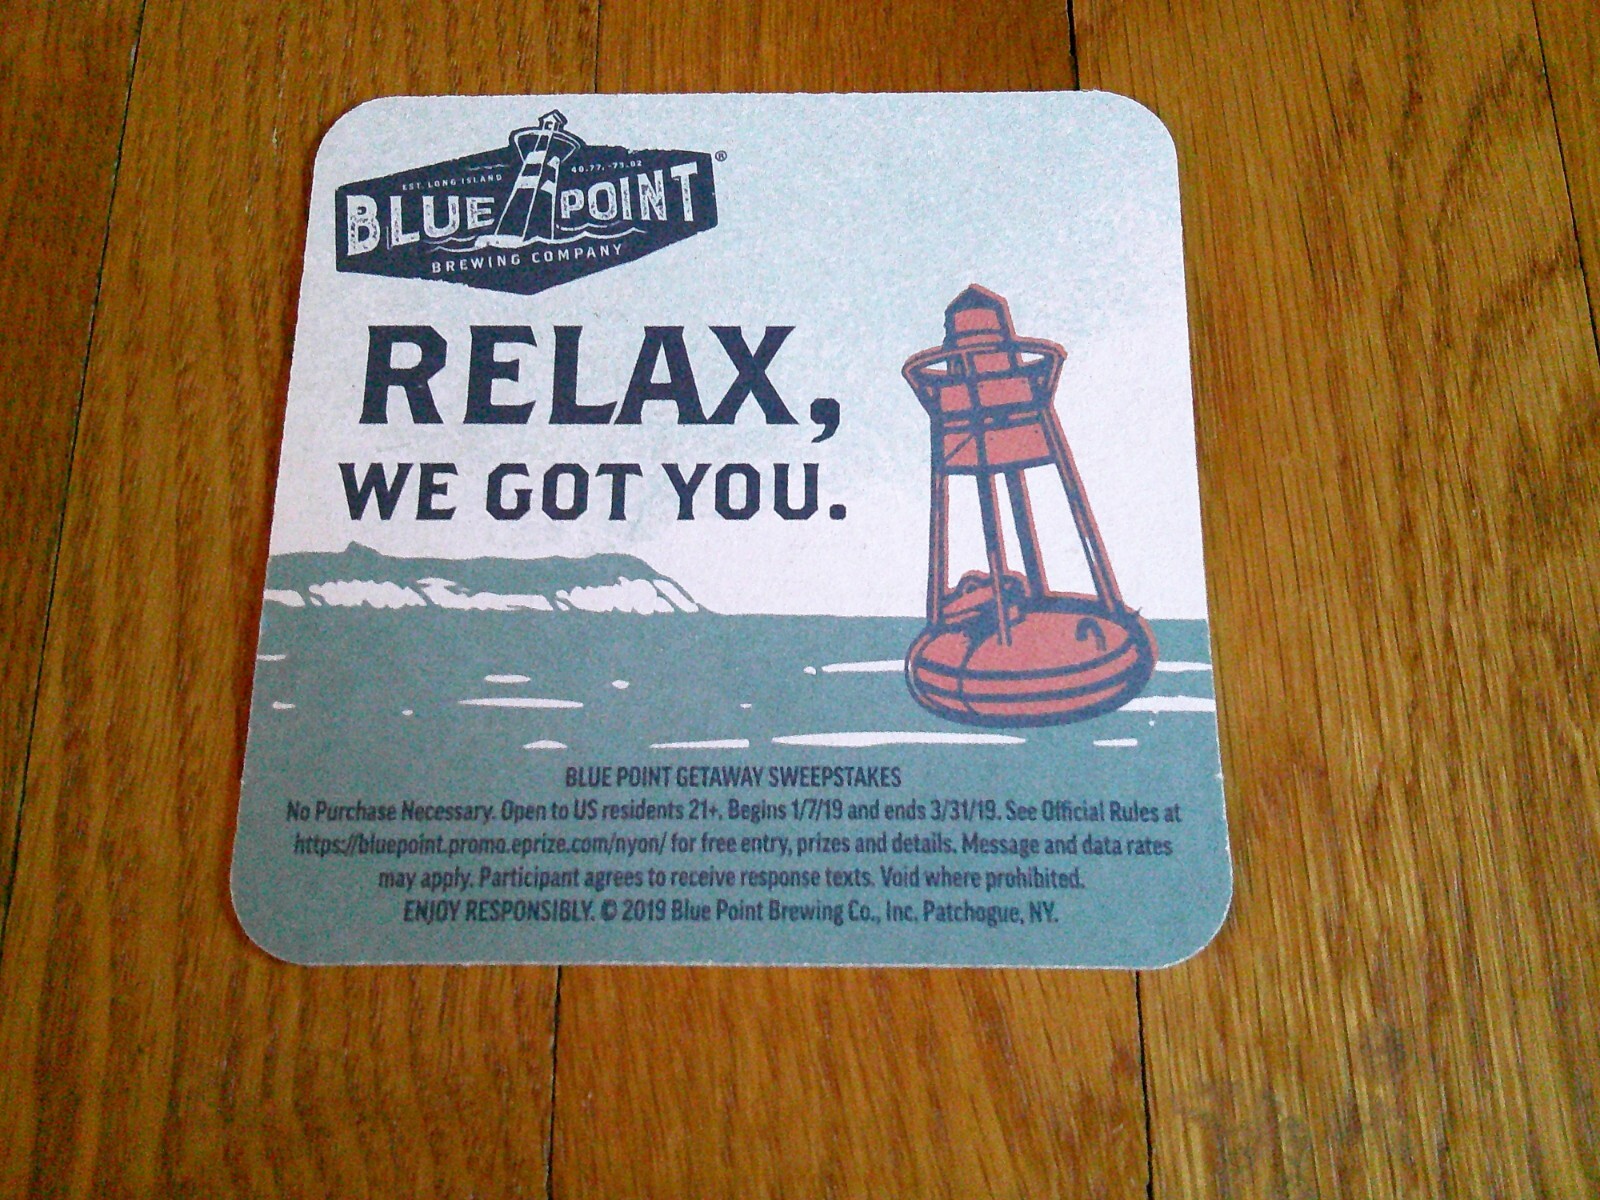 EST. LONG ISLAND
40.77, -73.02
BLUE POINT®
BREWING COMPANY
RELAX,
WE GOT YOU.
BLUE POINT GETAWAY SWEEPSTAKES
No Purchase Necessary. Open to US residents 21+. Begins 1/7/19 and ends 3/31/19. See Official Rules at
https://bluepoint.promo.eprize.com/nyon/ for free entry, prizes and details. Message and data rates
may apply. Participant agrees to receive response texts. Void where prohibited.
ENJOY RESPONSIBLY. © 2019 Blue Point Brewing Co., Inc. Patchogue, NY.